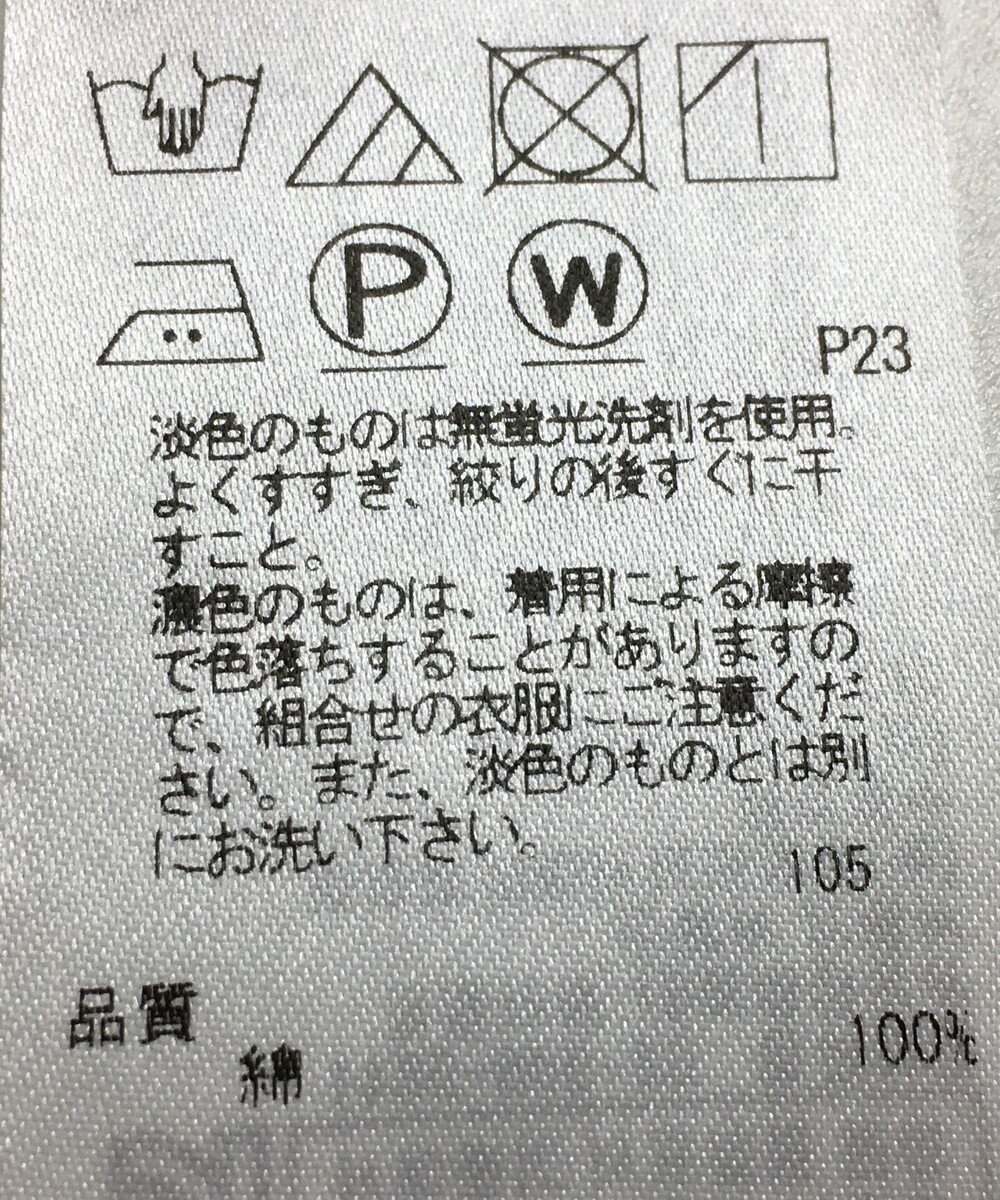 P
W
P23
淡色のものは無蛍光洗剤を使用。
よくすすぎ、絞りの後すぐに干
すこと。
濃色のものは、着用による摩擦
で色落ちすることがありますの
で、組合せの衣服にご注意くだ
さい。また、淡色のものとは別
にお洗い下さい。
105
品質
綿 100%